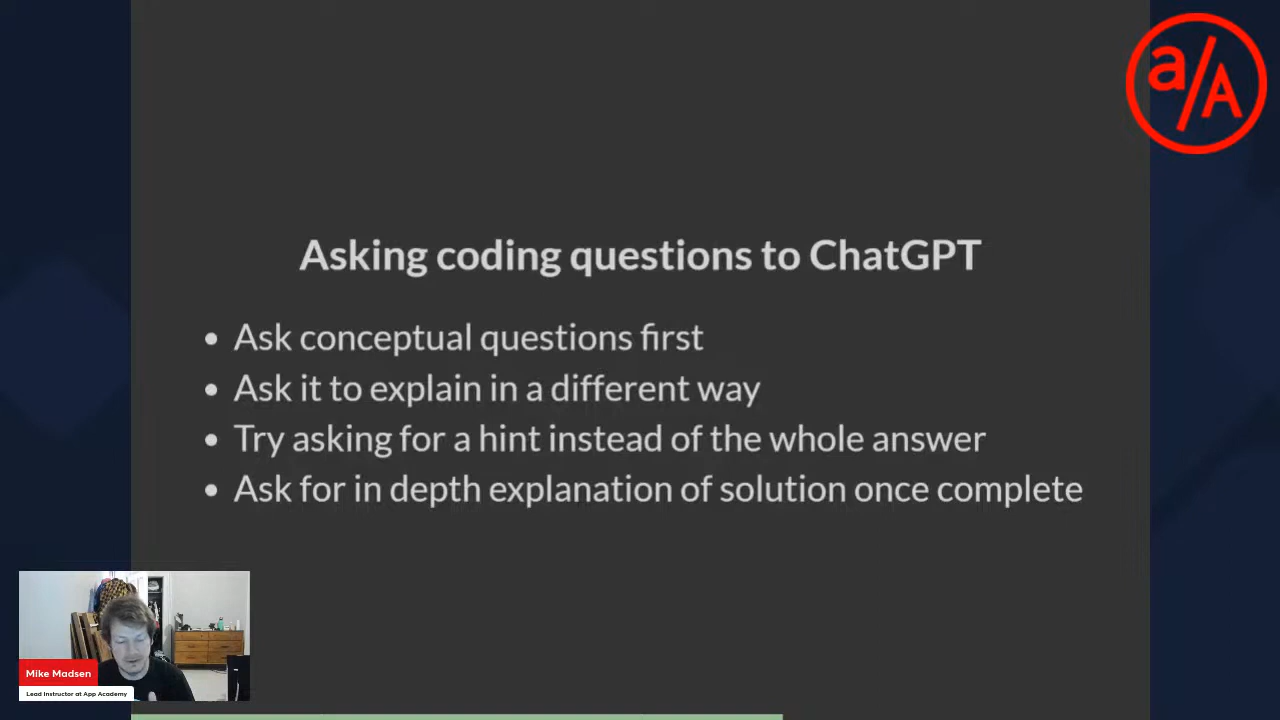 a/A
Asking coding questions to ChatGPT
• Ask conceptual questions first
• Ask it to explain in a different way
• Try asking for a hint instead of the whole answer
• Ask for in depth explanation of solution once complete
Mike Madsen
Lead Instructor at App Academy